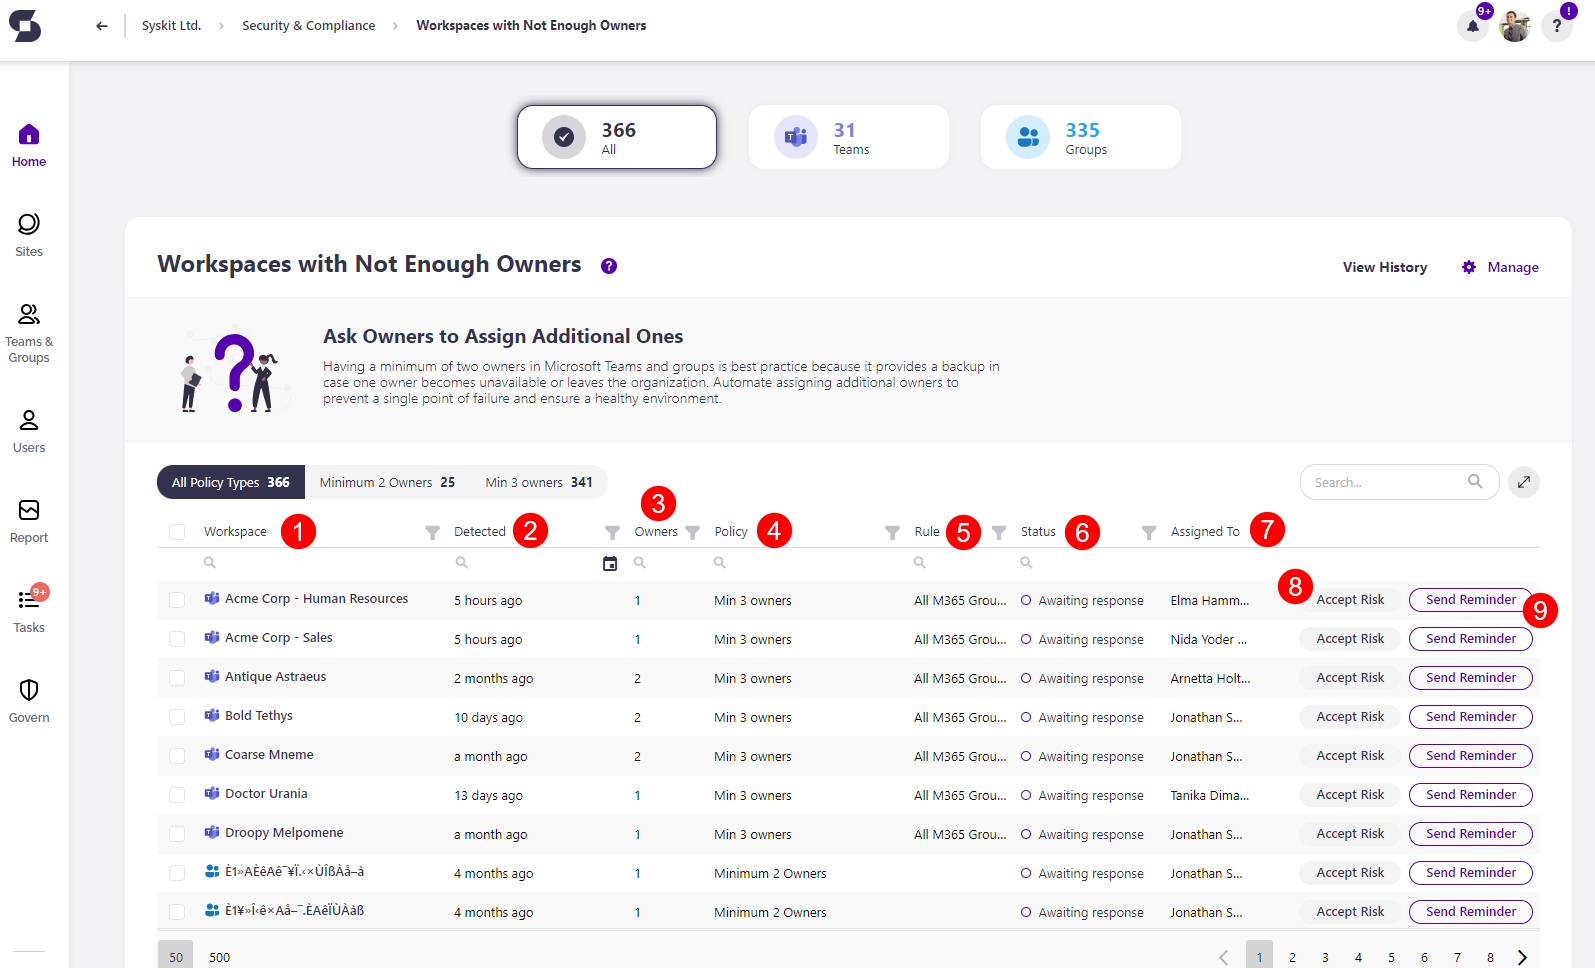 Syskit Ltd. › Security & Compliance › Workspaces with Not Enough Owners
9+
?
!
366
All
31
Teams
335
Groups
Home
Sites
Teams &
Groups
Users
Report
9+
Tasks
Govern
Workspaces with Not Enough Owners ?
View History
Manage
Ask Owners to Assign Additional Ones
Having a minimum of two owners in Microsoft Teams and groups is best practice because it provides a backup in
case one owner becomes unavailable or leaves the organization. Automate assigning additional owners to
prevent a single point of failure and ensure a healthy environment.
All Policy Types 366 Minimum 2 Owners 25 Min 3 owners 341
Search...
Workspace 1 Detected 2 Owners 3 Policy 4 Rule 5 Status 6 Assigned To 7
8
9
Acme Corp - Human Resources 5 hours ago 1 Min 3 owners All M365 Grou... Awaiting response Elma Hamm... Accept Risk Send Reminder
Acme Corp - Sales 5 hours ago 1 Min 3 owners All M365 Grou... Awaiting response Nida Yoder ... Accept Risk Send Reminder
Antique Astraeus 2 months ago 2 Min 3 owners All M365 Grou... Awaiting response Arnetta Holt... Accept Risk Send Reminder
Bold Tethys 10 days ago 2 Min 3 owners All M365 Grou... Awaiting response Jonathan S... Accept Risk Send Reminder
Coarse Mneme a month ago 2 Min 3 owners All M365 Grou... Awaiting response Jonathan S... Accept Risk Send Reminder
Doctor Urania 13 days ago 1 Min 3 owners All M365 Grou... Awaiting response Tanika Dima... Accept Risk Send Reminder
Droopy Melpomene a month ago 1 Min 3 owners All M365 Grou... Awaiting response Jonathan S... Accept Risk Send Reminder
4 months ago 1 Minimum 2 Owners Awaiting response Jonathan S... Accept Risk Send Reminder
4 months ago 1 Minimum 2 Owners Awaiting response Jonathan S... Accept Risk Send Reminder
50 500
1 2 3 4 5 6 7 8